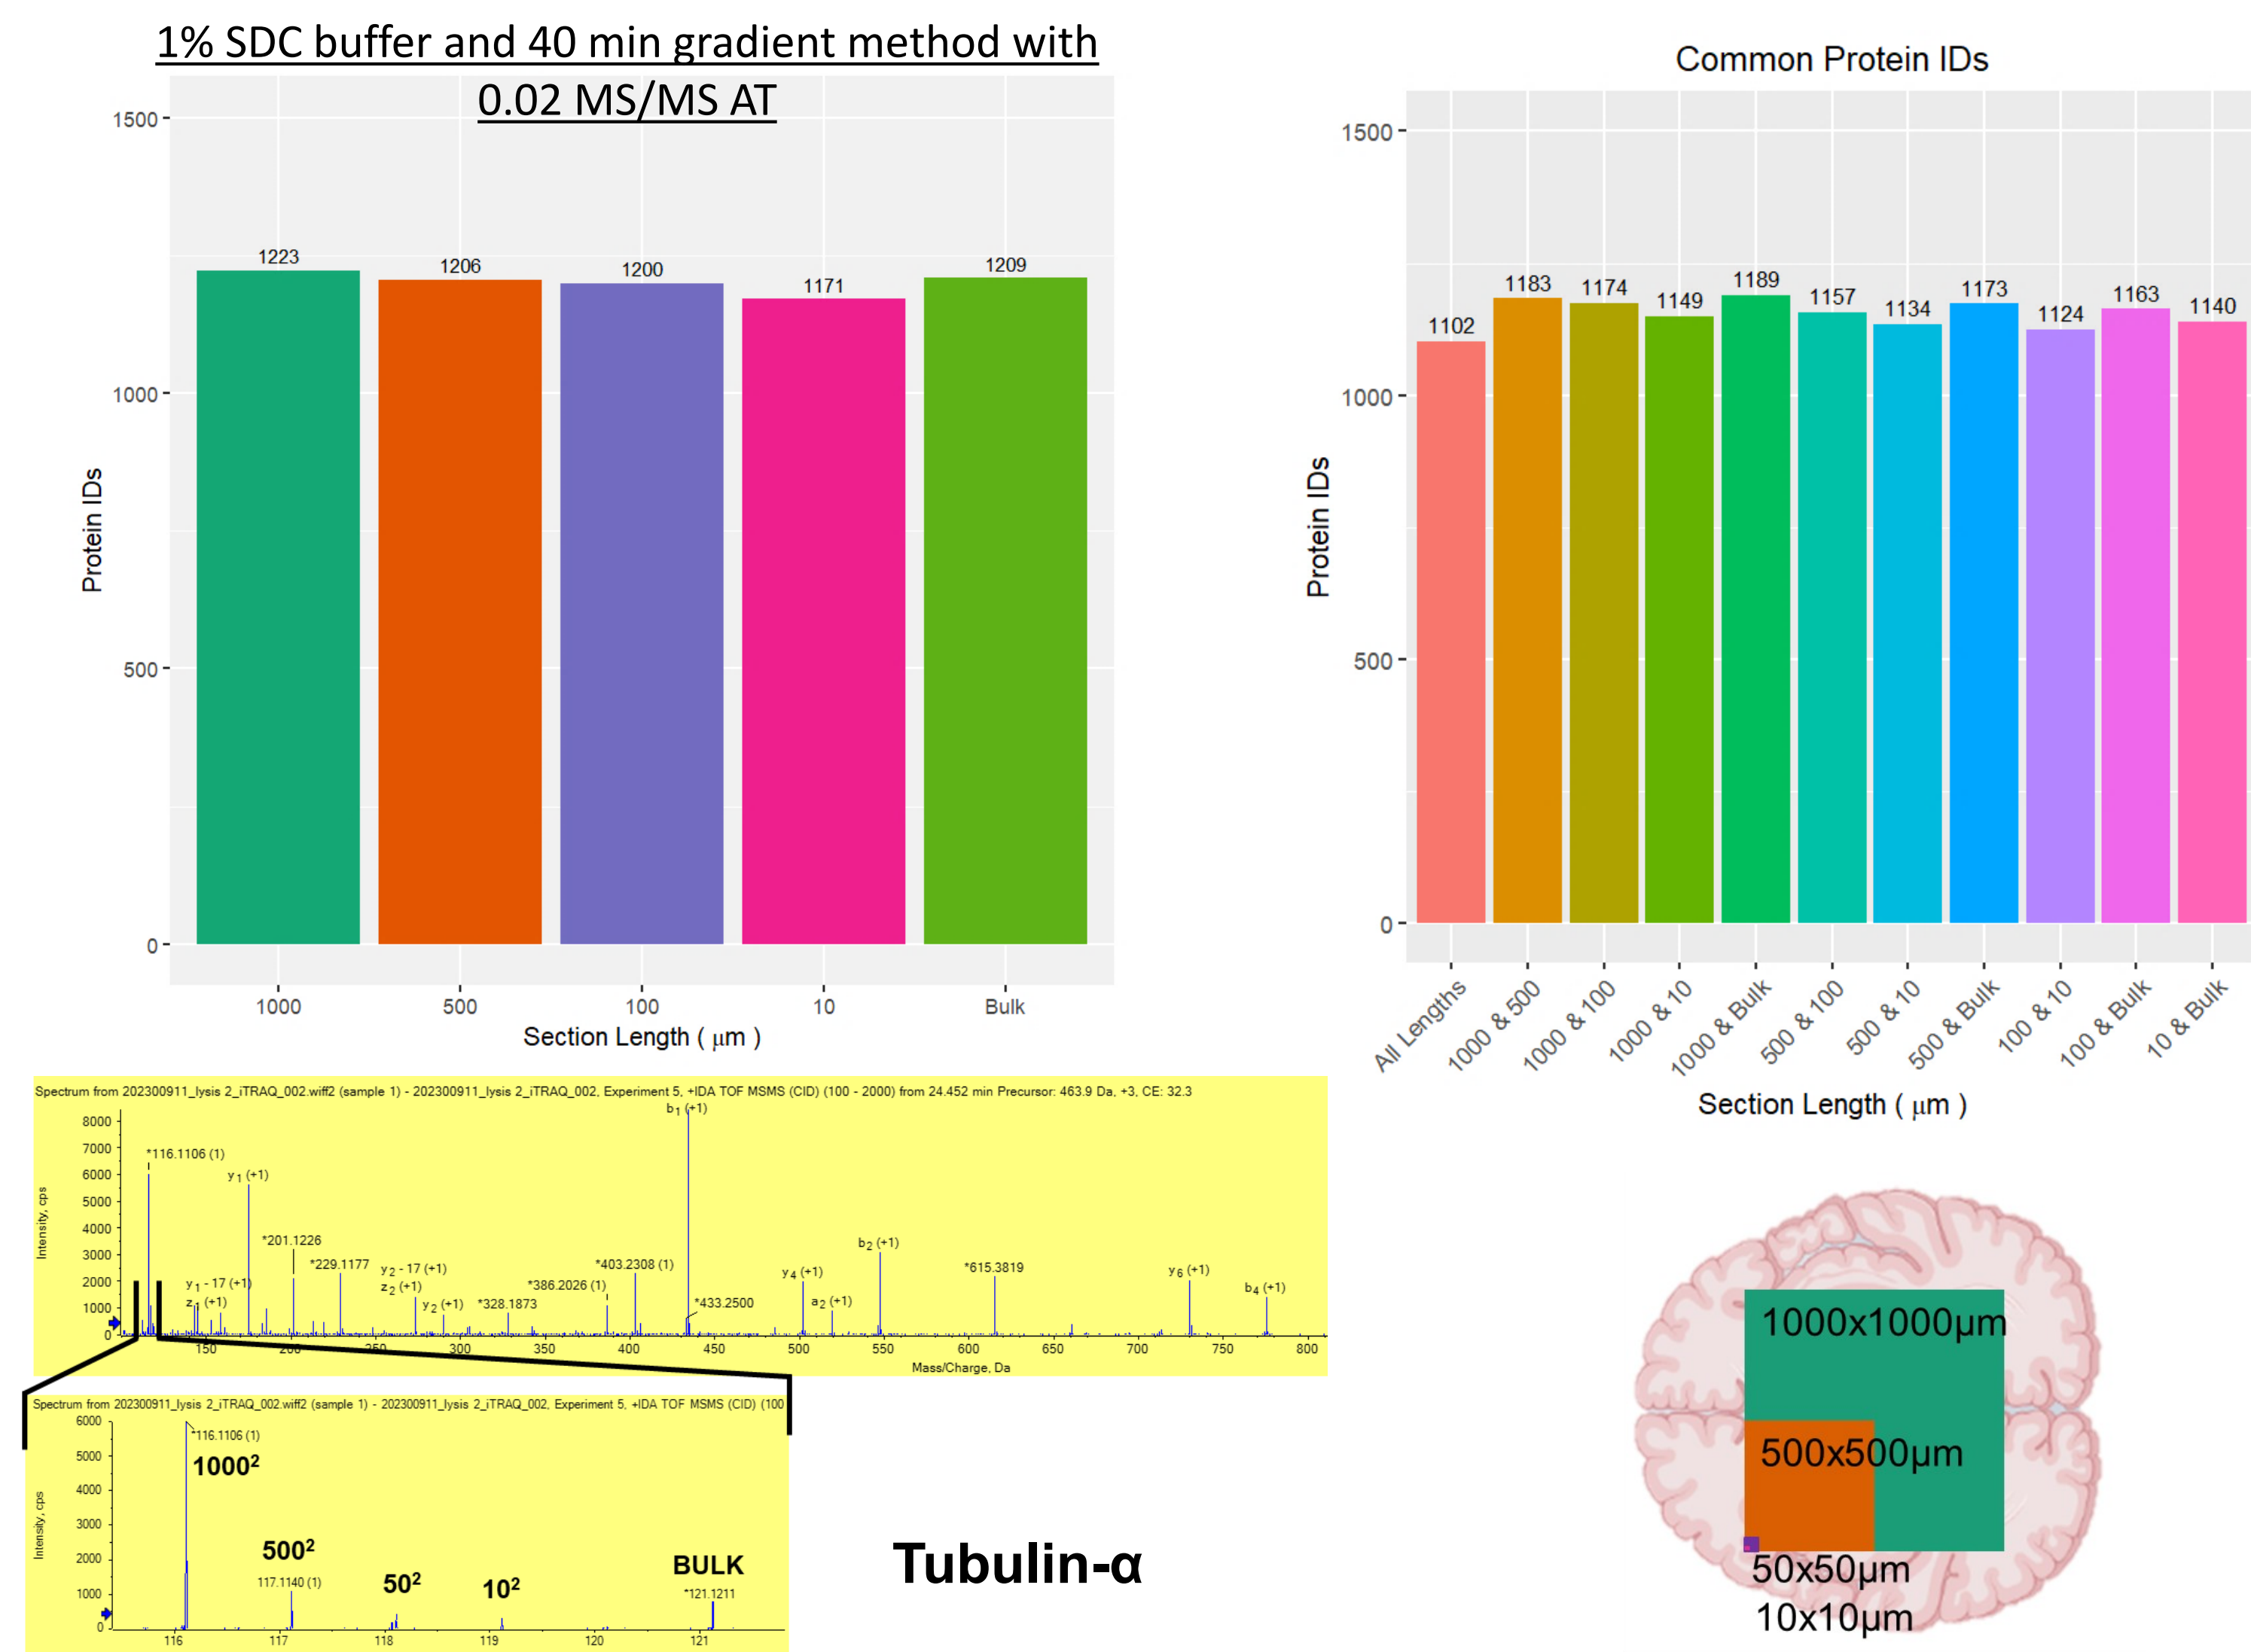 1% SDC buffer and 40 min gradient method with
0.02 MS/MS AT
1500
1000
500
0
Protein IDs
1223
1206
1200
1171
1209
1000
500
100
10
Bulk
Section Length ( μm )
Common Protein IDs
1500
1000
500
0
Protein IDs
1102
1183
1174
1149
1189
1157
1134
1173
1124
1163
1140
All Lengths
1000 & 500
1000 & 100
1000 & 10
1000 & Bulk
500 & 100
500 & 10
500 & Bulk
100 & 10
100 & Bulk
10 & Bulk
Section Length ( μm )
Spectrum from 202300911_lysis 2_iTRAQ_002.wiff2 (sample 1) - 202300911_lysis 2_iTRAQ_002, Experiment 5, +IDA TOF MSMS (CID) (100 - 2000) from 24.452 min Precursor: 463.9 Da, +3, CE: 32.3
Intensity, cps
8000
7000
6000
5000
4000
3000
2000
1000
0
*116.1106 (1)
y1 - 17 (+1)
z1 (+1)
y1 (+1)
*201.1226
*229.1177
y2 - 17 (+1)
z2 (+1)
y2 (+1)
*328.1873
*386.2026 (1)
*403.2308 (1)
b1 (+1)
*433.2500
y4 (+1)
a2 (+1)
b2 (+1)
*615.3819
y6 (+1)
b4 (+1)
150 200 250 300 350 400 450 500 550 600 650 700 750 800
Mass/Charge, Da
Spectrum from 202300911_lysis 2_iTRAQ_002.wiff2 (sample 1) - 202300911_lysis 2_iTRAQ_002, Experiment 5, +IDA TOF MSMS (CID) (100
Intensity, cps
6000
5000
4000
3000
2000
1000
0
*116.1106 (1)
1000²
500²
117.1140 (1)
50²
10²
BULK
*121.1211
116 117 118 119 120 121
Tubulin-α
1000x1000μm
500x500μm
50x50μm
10x10μm